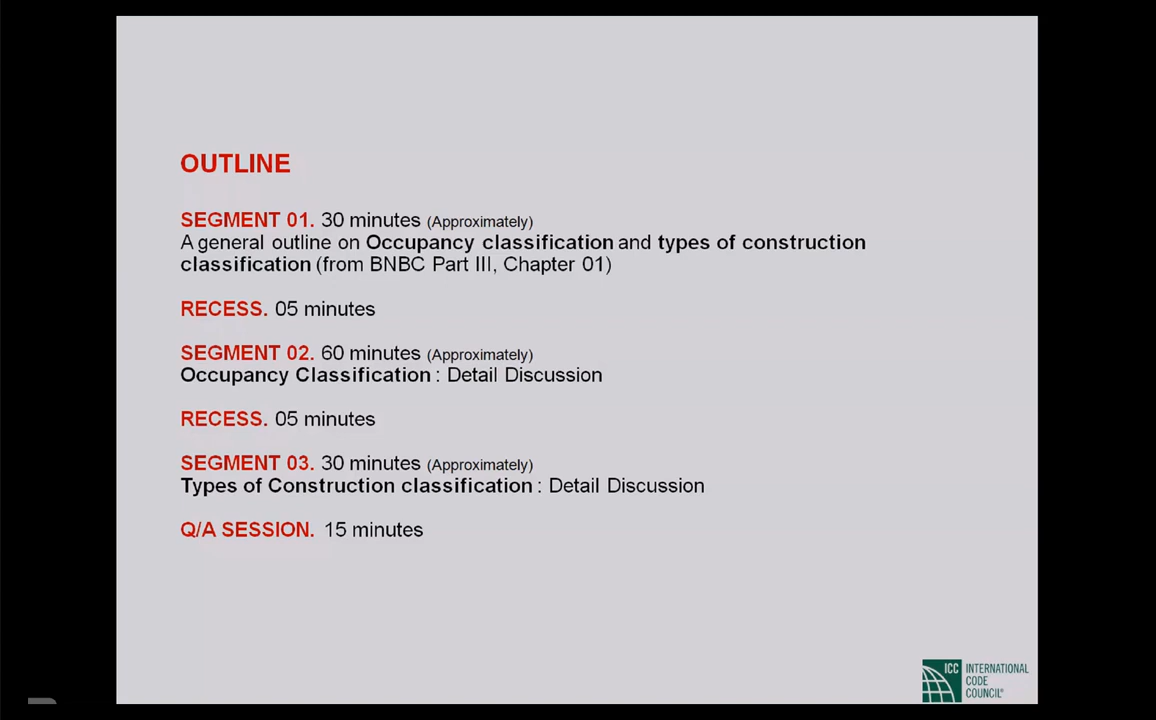 OUTLINE
SEGMENT 01. 30 minutes (Approximately)
A general outline on Occupancy classification and types of construction
classification (from BNBC Part III, Chapter 01)
RECESS. 05 minutes
SEGMENT 02. 60 minutes (Approximately)
Occupancy Classification : Detail Discussion
RECESS. 05 minutes
SEGMENT 03. 30 minutes (Approximately)
Types of Construction classification : Detail Discussion
Q/A SESSION. 15 minutes
ICC INTERNATIONAL
CODE
COUNCIL®